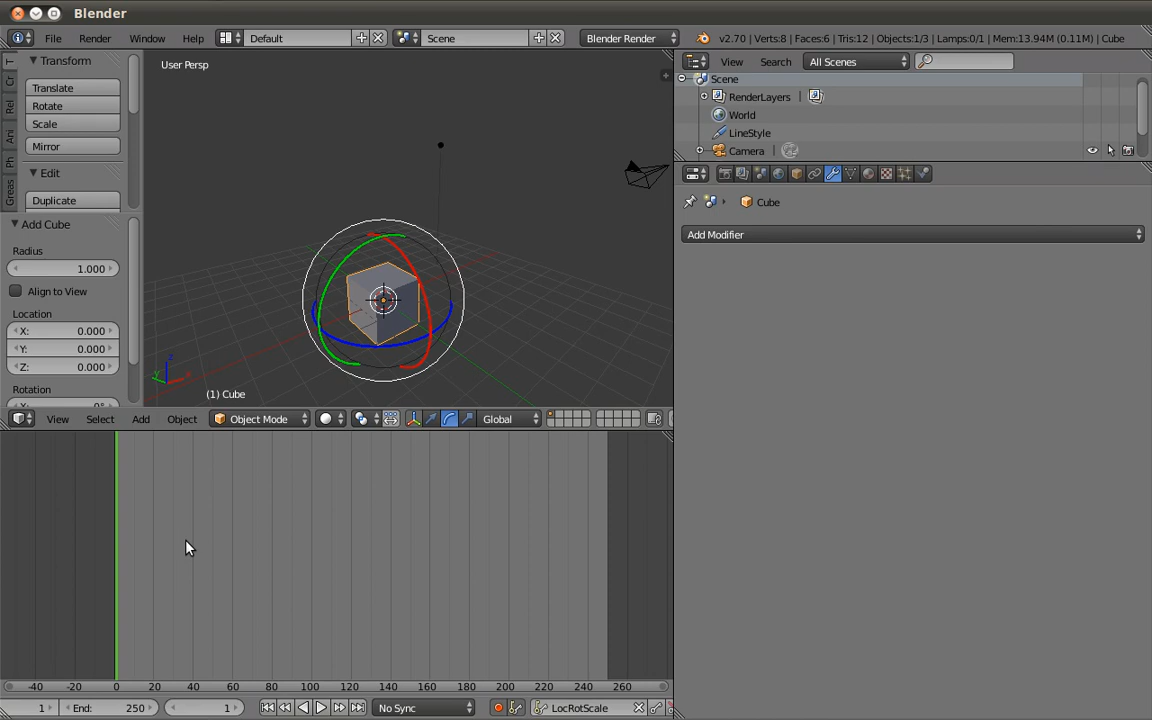 Blender
File Render Window Help Default Scene Blender Render v2.70 | Verts:8 | Faces:6 | Tris:12 | Objects:1/3 | Lamps:0/1 | Mem:13.94M (0.11M) | Cube
User Persp
View Search All Scenes
Scene
RenderLayers |
World
LineStyle
Camera |
T
Cr
Rel
Ani
Ph
Greas
Transform
Translate
Rotate
Scale
Mirror
Edit
Duplicate
Add Cube
Radius
1.000
Align to View
Location
X: 0.000
Y: 0.000
Z: 0.000
Rotation
z
y
x
(1) Cube
Cube
Add Modifier
View Select Add Object Object Mode Global
-40 -20 0 20 40 60 80 100 120 140 160 180 200 220 240 260
1 End: 250 1 No Sync LocRotScale